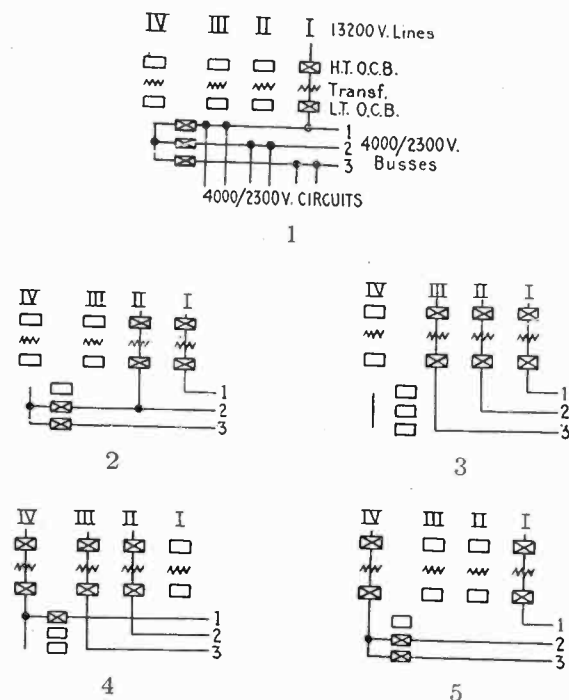 IV III II I 13200 V. Lines
H.T. O.C.B.
Transf.
L.T. O.C.B.
1
2 4000/2300 V.
3 Busses
4000/2300 V. CIRCUITS
1
IV III II I
1
2
3
2
IV III II I
1
2
3
3
IV III II I
1
2
3
4
IV III II I
1
2
3
5